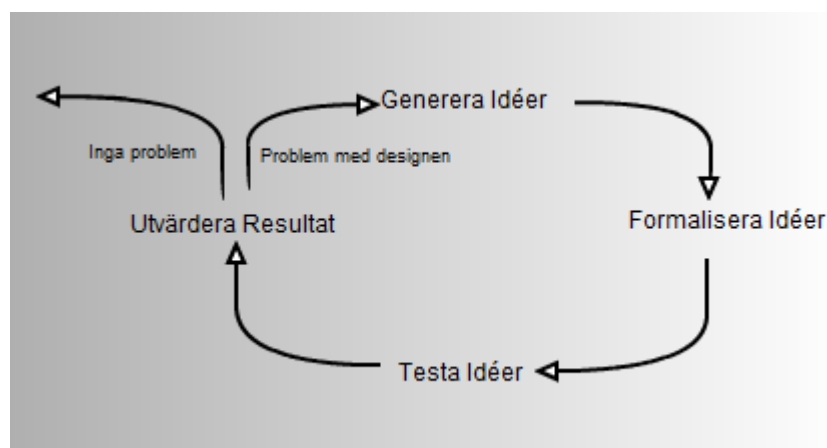 Generera Idéer
Inga problem
Problem med designen
Utvärdera Resultat
Formalisera Idéer
Testa Idéer